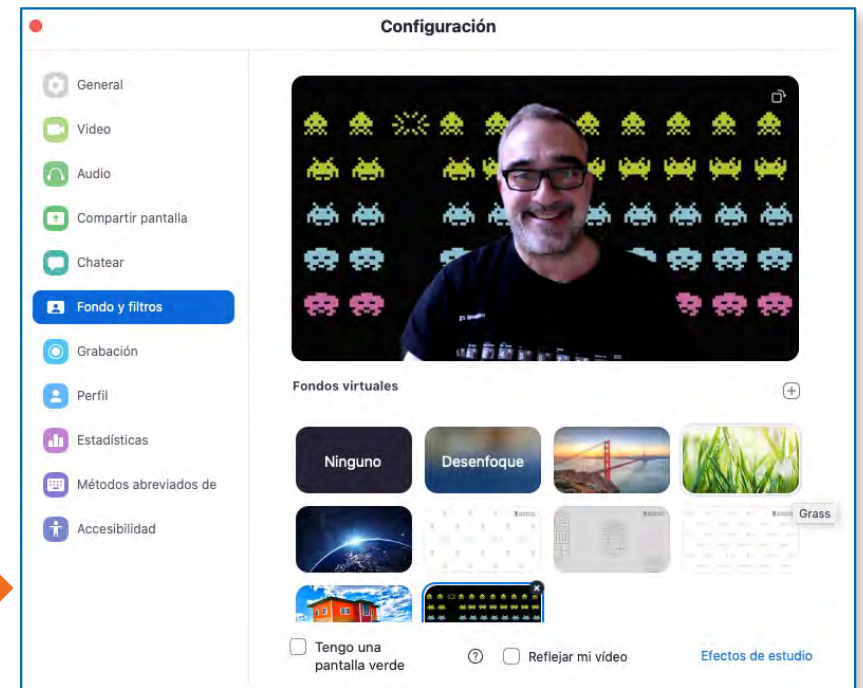 Configuración
General
Vídeo
Audio
Compartir pantalla
Chatear
Fondo y filtros
Grabación
Perfil
Estadísticas
Métodos abreviados de
Accesibilidad
Fondos virtuales
Ninguno
Desenfoque
Grass
Tengo una
pantalla verde
Reflejar mi vídeo
Efectos de estudio